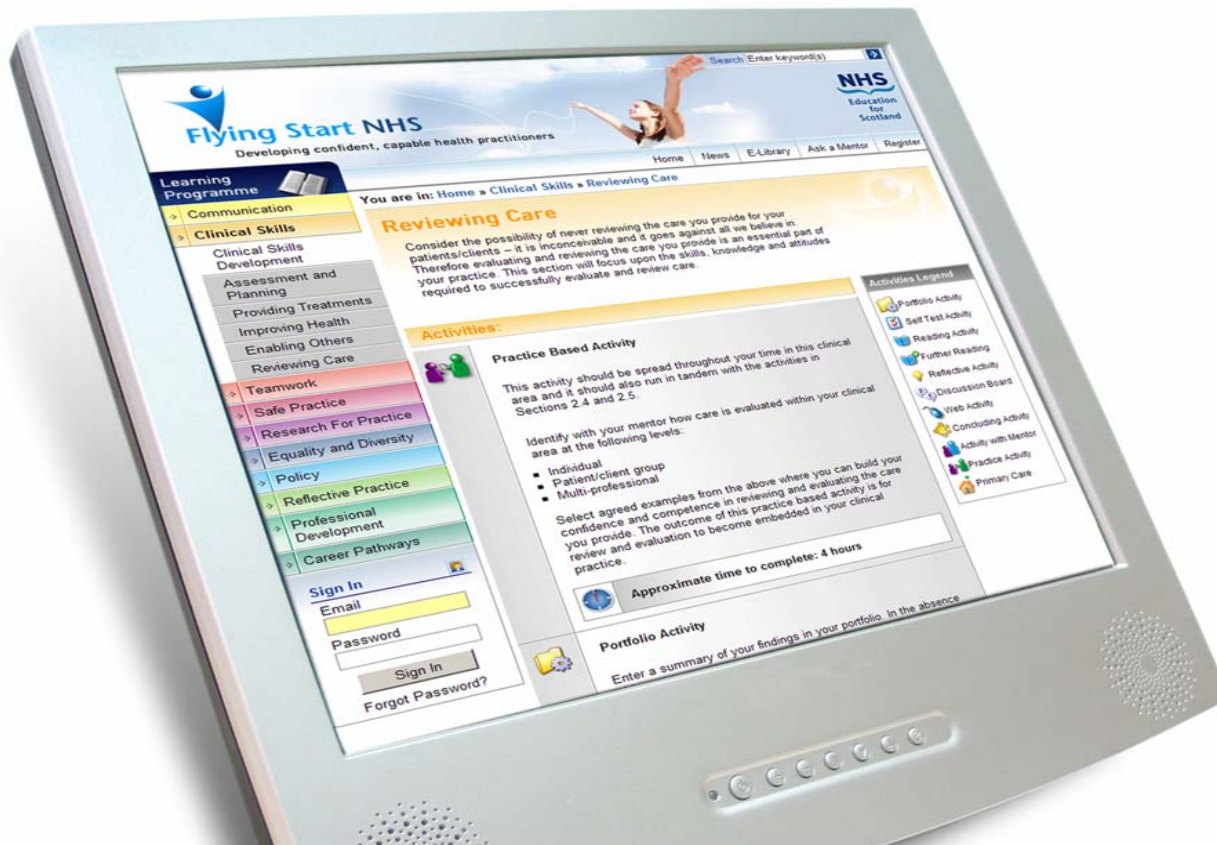 Search Enter keyword(s)
NHS
Education
for
Scotland
Flying Start NHS
Developing confident, capable health practitioners
Home News E-Library Ask a Mentor Register
Learning
Programme
You are in: Home » Clinical Skills » Reviewing Care
» Communication
» Clinical Skills
Clinical Skills
Development
Assessment and
Planning
Providing Treatments
Improving Health
Enabling Others
Reviewing Care
» Teamwork
» Safe Practice
» Research For Practice
» Equality and Diversity
» Policy
» Reflective Practice
» Professional
Development
» Career Pathways
Sign In
Email
Password
Sign In
Forgot Password?
Reviewing Care
Consider the possibility of never reviewing the care you provide for your
patients/clients – it is inconceivable and it goes against all we believe in.
Therefore evaluating and reviewing the care you provide is an essential part of
your practice. This section will focus upon the skills, knowledge and attitudes
required to successfully evaluate and review care.
Activities:
Practice Based Activity
This activity should be spread throughout your time in this clinical
area and it should also run in tandem with the activities in
Sections 2.4 and 2.5.
Identify with your mentor how care is evaluated within your clinical
area at the following levels:
▪ Individual
▪ Patient/client group
▪ Multi-professional
Select agreed examples from the above where you can build your
confidence and competence in reviewing and evaluating the care
you provide. The outcome of this practice based activity is for
review and evaluation to become embedded in your clinical
practice.
Approximate time to complete: 4 hours
Portfolio Activity
Enter a summary of your findings in your portfolio. In the absence
Activities Legend
Portfolio Activity
Self Test Activity
Reading Activity
Further Reading
Reflective Activity
Discussion Board
Web Activity
Concluding Activity
Activity with Mentor
Practice Activity
Primary Care